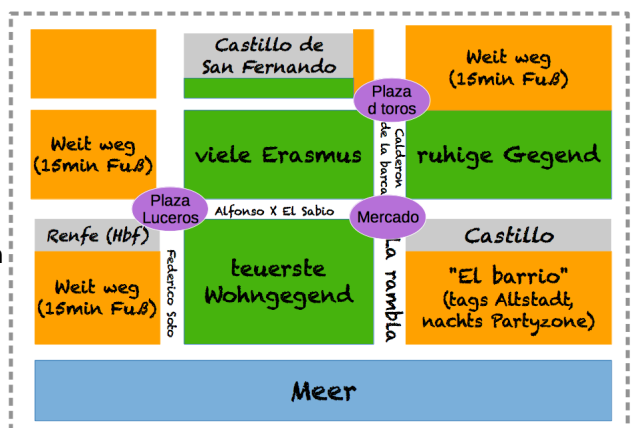 Castillo de
San Fernando
Weit weg
(15min Fuß)
Plaza
d toros
Weit weg
(15min Fuß)
viele Erasmus
Calderon
de la barca
ruhige Gegend
Plaza
Luceros
Alfonso X El Sabio
Mercado
Renfe (Hbf)
Castillo
Weit weg
(15min Fuß)
Federico Soto
teuerste
Wohngegend
La rambla
"El barrio"
(tags Altstadt,
nachts Partyzone)
Meer